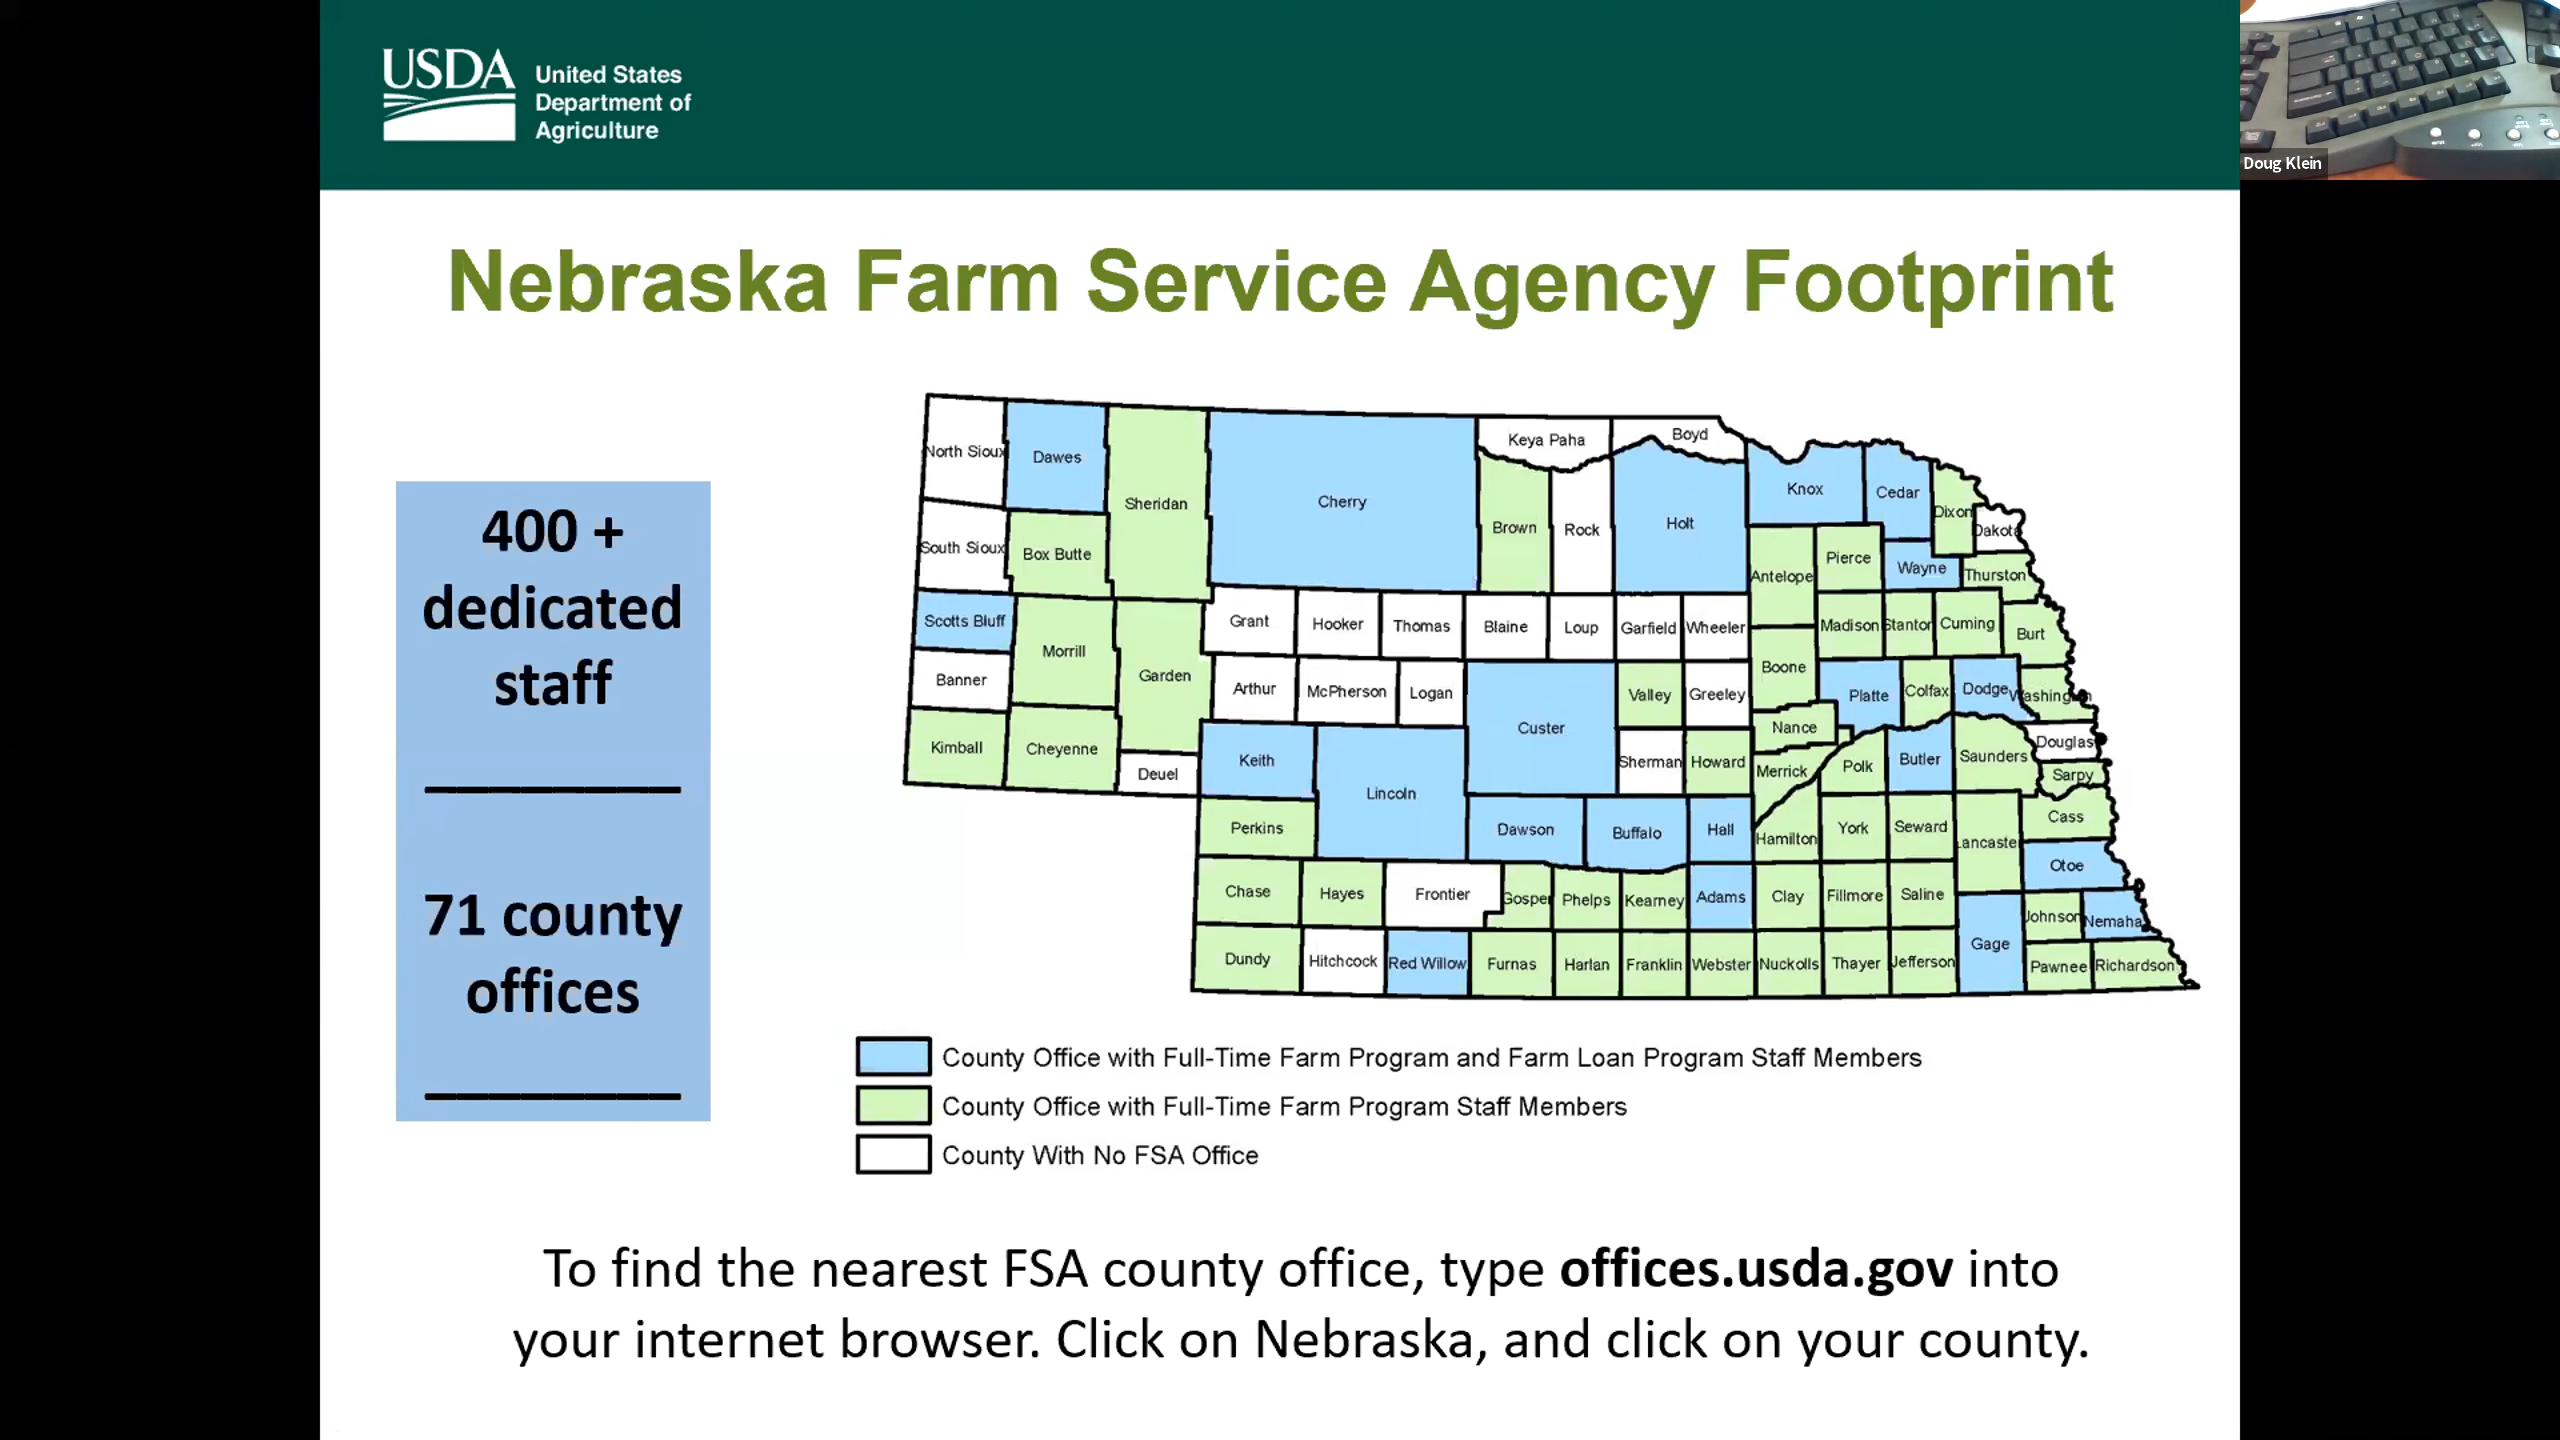 USDA
United States
Department of
Agriculture
Doug Klein
Nebraska Farm Service Agency Footprint
400 +
dedicated
staff
71 county
offices
North Sioux
Dawes
Sheridan
Cherry
Keya Paha
Boyd
Brown
Rock
Holt
Knox
Cedar
Dixon
Dakota
South Sioux
Box Butte
Antelope
Pierce
Wayne
Thurston
Scotts Bluff
Morrill
Garden
Grant
Hooker
Thomas
Blaine
Loup
Garfield
Wheeler
Madison
Stanton
Cuming
Burt
Banner
Arthur
McPherson
Logan
Custer
Valley
Greeley
Boone
Platte
Colfax
Dodge
Washington
Kimball
Cheyenne
Deuel
Keith
Lincoln
Sherman
Howard
Nance
Merrick
Polk
Butler
Saunders
Douglas
Sarpy
Perkins
Dawson
Buffalo
Hall
Hamilton
York
Seward
Lancaster
Cass
Otoe
Chase
Hayes
Frontier
Gosper
Phelps
Kearney
Adams
Clay
Fillmore
Saline
Gage
Johnson
Nemaha
Dundy
Hitchcock
Red Willow
Furnas
Harlan
Franklin
Webster
Nuckolls
Thayer
Jefferson
Pawnee
Richardson
County Office with Full-Time Farm Program and Farm Loan Program Staff Members
County Office with Full-Time Farm Program Staff Members
County With No FSA Office
To find the nearest FSA county office, type offices.usda.gov into
your internet browser. Click on Nebraska, and click on your county.